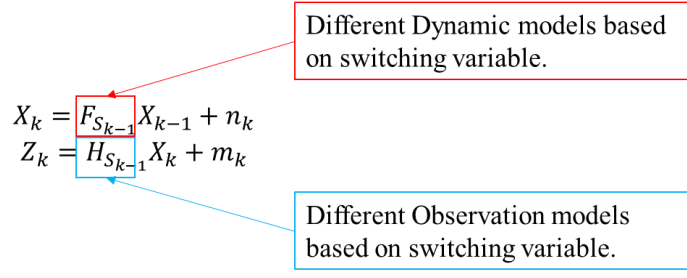 Different Dynamic models based
on switching variable.
X_k = F_{S_{k-1}} X_{k-1} + n_k
Z_k = H_{S_{k-1}} X_k + m_k
Different Observation models
based on switching variable.